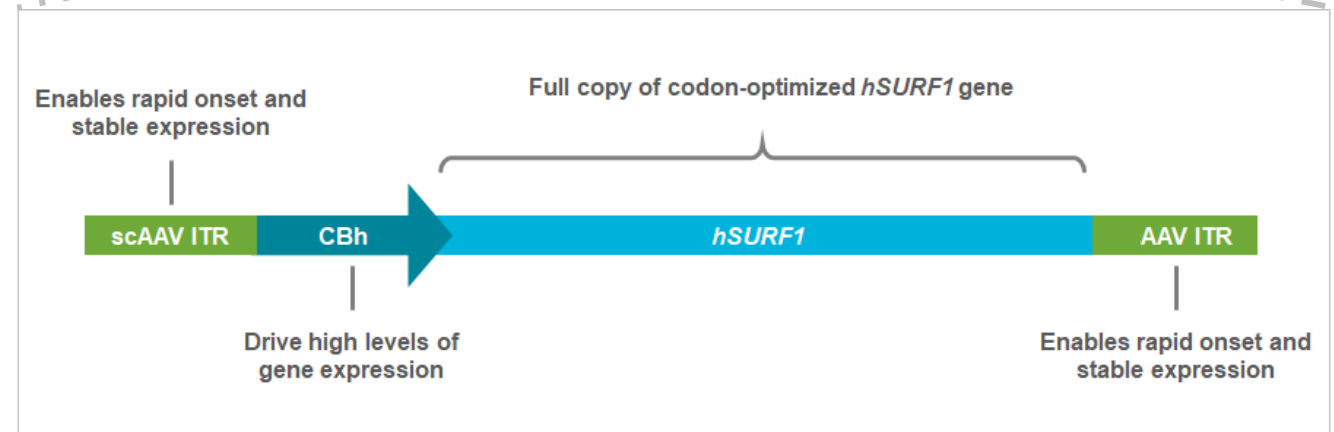 Enables rapid onset and
stable expression
Full copy of codon-optimized hSURF1 gene
scAAV ITR
CBh
hSURF1
AAV ITR
Drive high levels of
gene expression
Enables rapid onset and
stable expression